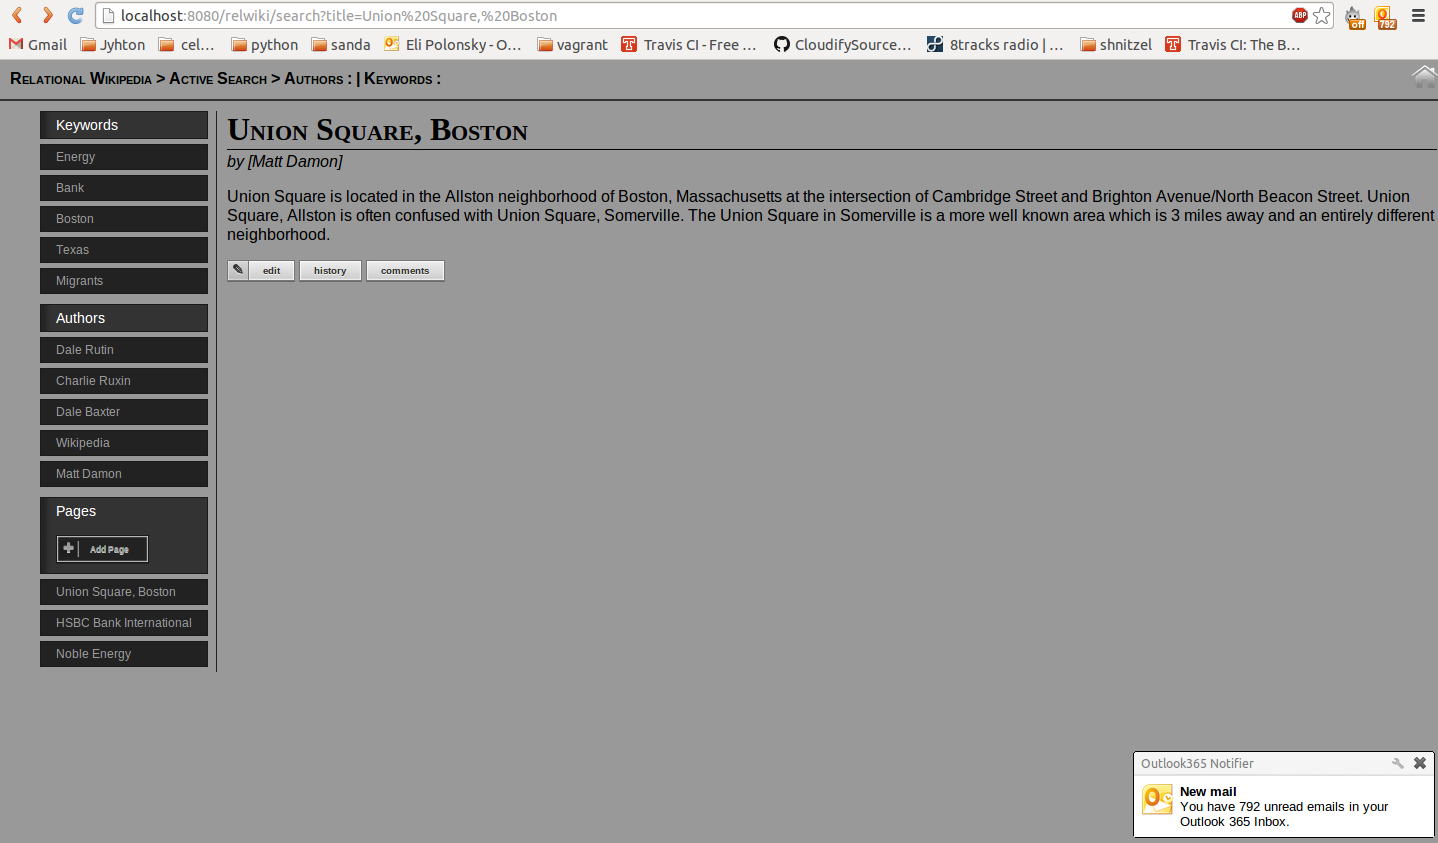 localhost:8080/relwiki/search?title=Union%20Square,%20Boston
ABP
off
792
Gmail
Jyhton
cel...
python
sanda
Eli Polonsky - O...
vagrant
Travis CI - Free ...
CloudifySource...
8tracks radio | ...
shnitzel
Travis CI: The B...
Relational Wikipedia > Active Search > Authors : | Keywords :
Keywords
Energy
Bank
Boston
Texas
Migrants
Authors
Dale Rutin
Charlie Ruxin
Dale Baxter
Wikipedia
Matt Damon
Pages
Add Page
Union Square, Boston
HSBC Bank International
Noble Energy
Union Square, Boston
by [Matt Damon]
Union Square is located in the Allston neighborhood of Boston, Massachusetts at the intersection of Cambridge Street and Brighton Avenue/North Beacon Street. Union
Square, Allston is often confused with Union Square, Somerville. The Union Square in Somerville is a more well known area which is 3 miles away and an entirely different
neighborhood.
edit
history
comments
Outlook365 Notifier
New mail
You have 792 unread emails in your
Outlook 365 Inbox.